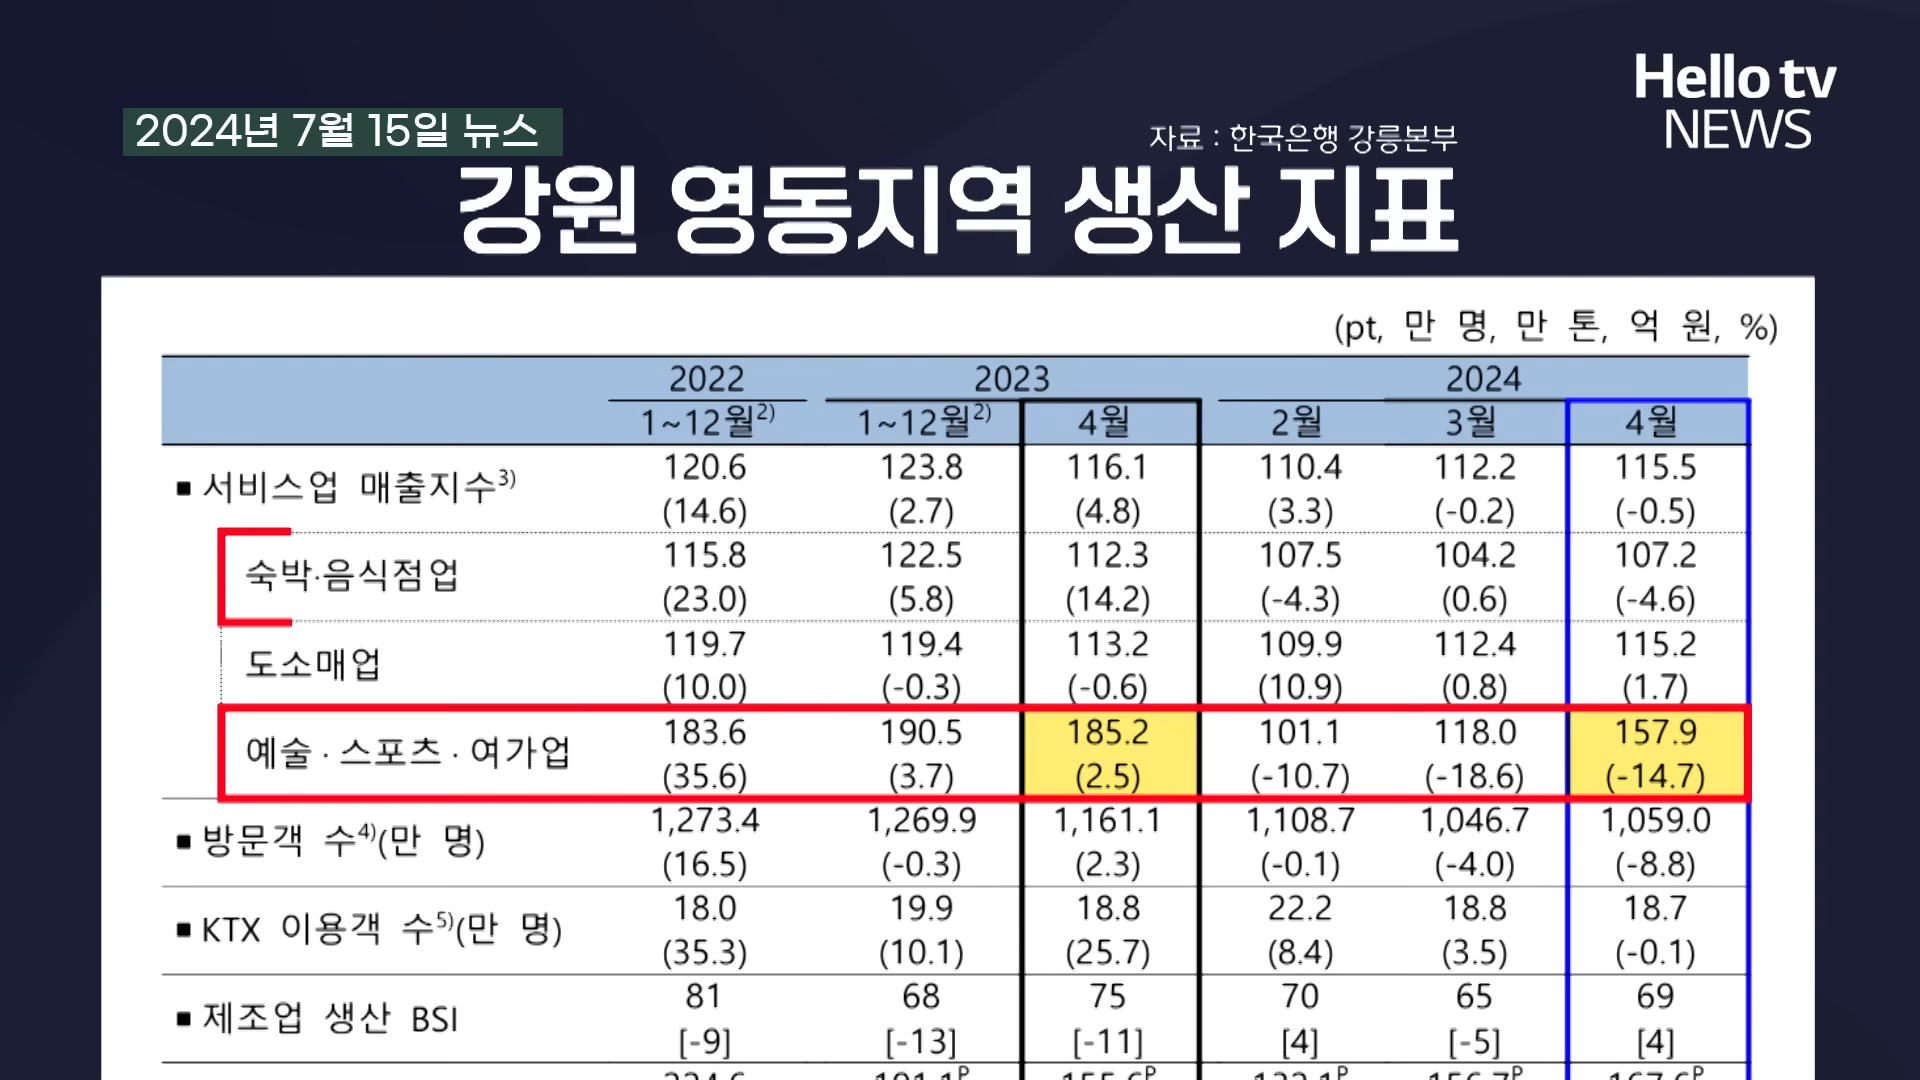 Hello tv
NEWS
2024년 7월 15일 뉴스
자료 : 한국은행 강릉본부
강원 영동지역 생산 지표
(pt, 만 명, 만 톤, 억 원, %)
2022 2023 2024
1~12월2) 1~12월2) 4월 2월 3월 4월
■ 서비스업 매출지수3) 120.6 123.8 116.1 110.4 112.2 115.5
(14.6) (2.7) (4.8) (3.3) (-0.2) (-0.5)
숙박·음식점업 115.8 122.5 112.3 107.5 104.2 107.2
(23.0) (5.8) (14.2) (-4.3) (0.6) (-4.6)
도소매업 119.7 119.4 113.2 109.9 112.4 115.2
(10.0) (-0.3) (-0.6) (10.9) (0.8) (1.7)
예술·스포츠·여가업 183.6 190.5 185.2 101.1 118.0 157.9
(35.6) (3.7) (2.5) (-10.7) (-18.6) (-14.7)
■ 방문객 수4)(만 명) 1,273.4 1,269.9 1,161.1 1,108.7 1,046.7 1,059.0
(16.5) (-0.3) (2.3) (-0.1) (-4.0) (-8.8)
■ KTX 이용객 수5)(만 명) 18.0 19.9 18.8 22.2 18.8 18.7
(35.3) (10.1) (25.7) (8.4) (3.5) (-0.1)
■ 제조업 생산 BSI 81 68 75 70 65 69
[-9] [-13] [-11] [4] [-5] [4]